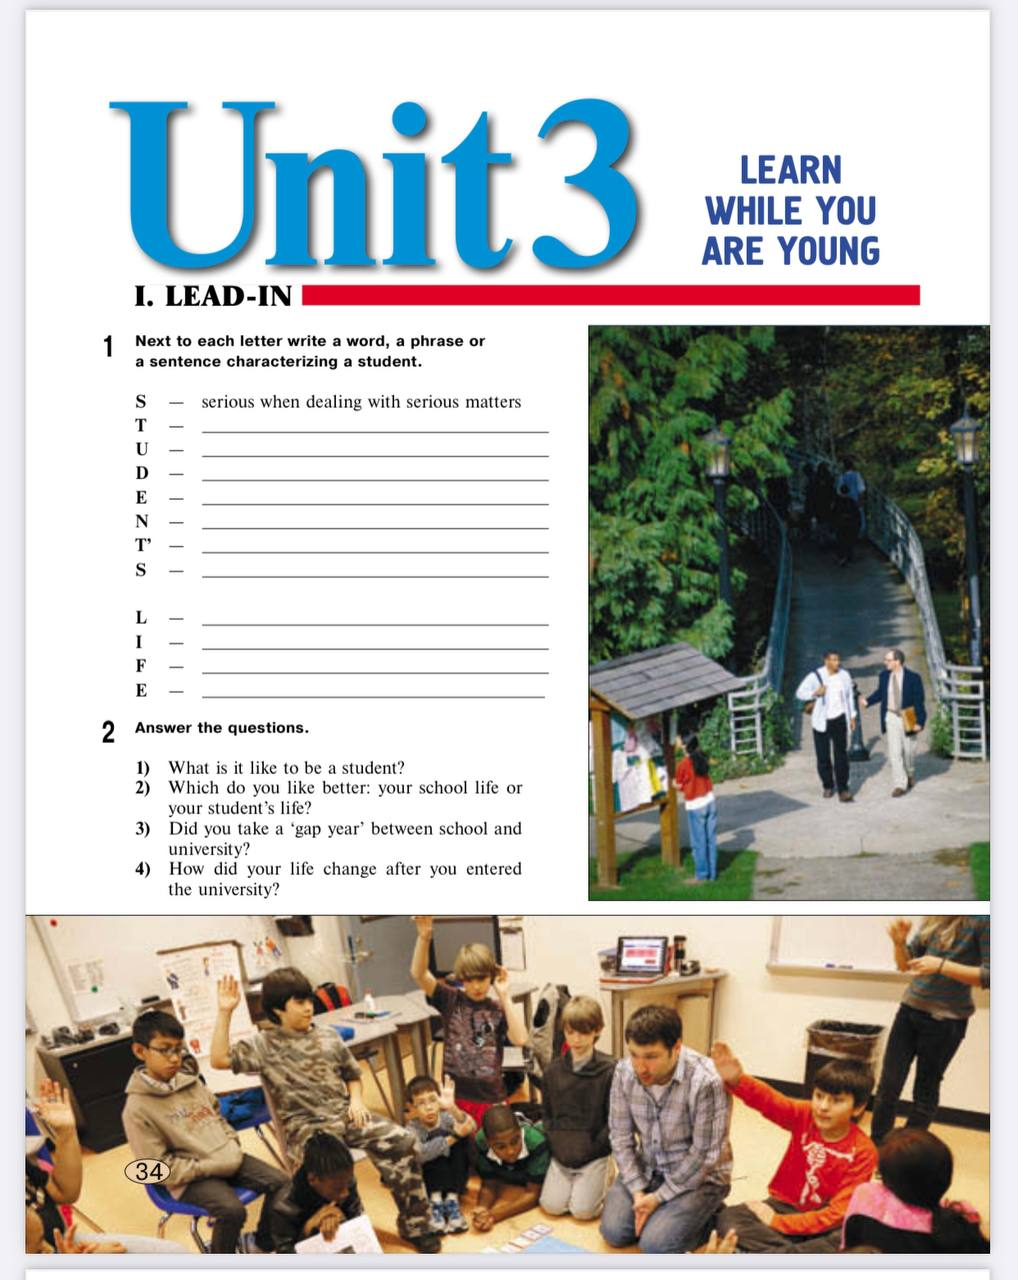 Unit 3
LEARN
WHILE YOU
ARE YOUNG
I. LEAD-IN
1 Next to each letter write a word, a phrase or
a sentence characterizing a student.
S — serious when dealing with serious matters
T —
U —
D —
E —
N —
T’ —
S —
L —
I —
F —
E —
2 Answer the questions.
1) What is it like to be a student?
2) Which do you like better: your school life or
your student’s life?
3) Did you take a ‘gap year’ between school and
university?
4) How did your life change after you entered
the university?
34